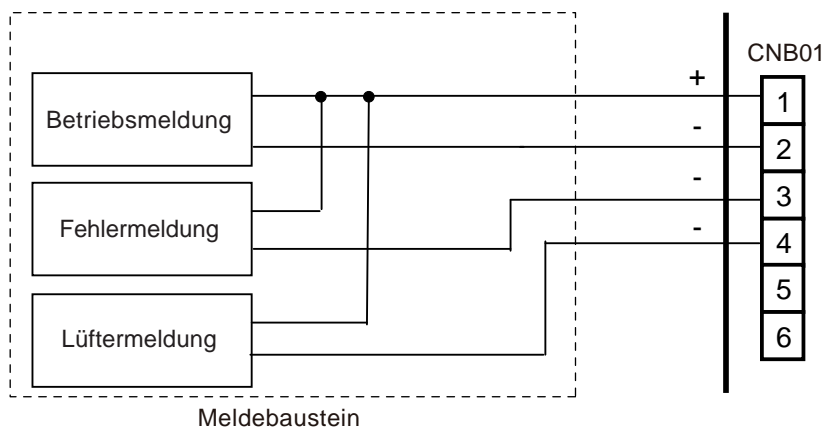 CNB01
+
1
Betriebsmeldung
-
2
-
3
Fehlermeldung
-
4
5
Lüftermeldung
6
Meldebaustein